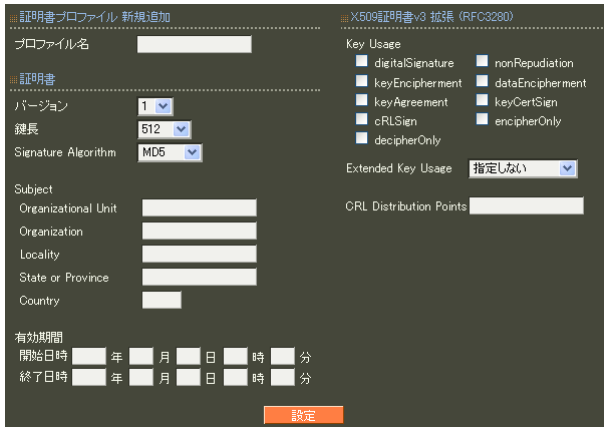 証明書プロファイル 新規追加
プロファイル名
証明書
バージョン 1
鍵長 512
Signature Algorithm MD5
Subject
Organizational Unit
Organization
Locality
State or Province
Country
有効期間
開始日時 年 月 日 時 分
終了日時 年 月 日 時 分
X509証明書v3 拡張 (RFC3280)
Key Usage
digitalSignature nonRepudiation
keyEncipherment dataEncipherment
keyAgreement keyCertSign
cRLSign encipherOnly
decipherOnly
Extended Key Usage 指定しない
CRL Distribution Points
設定